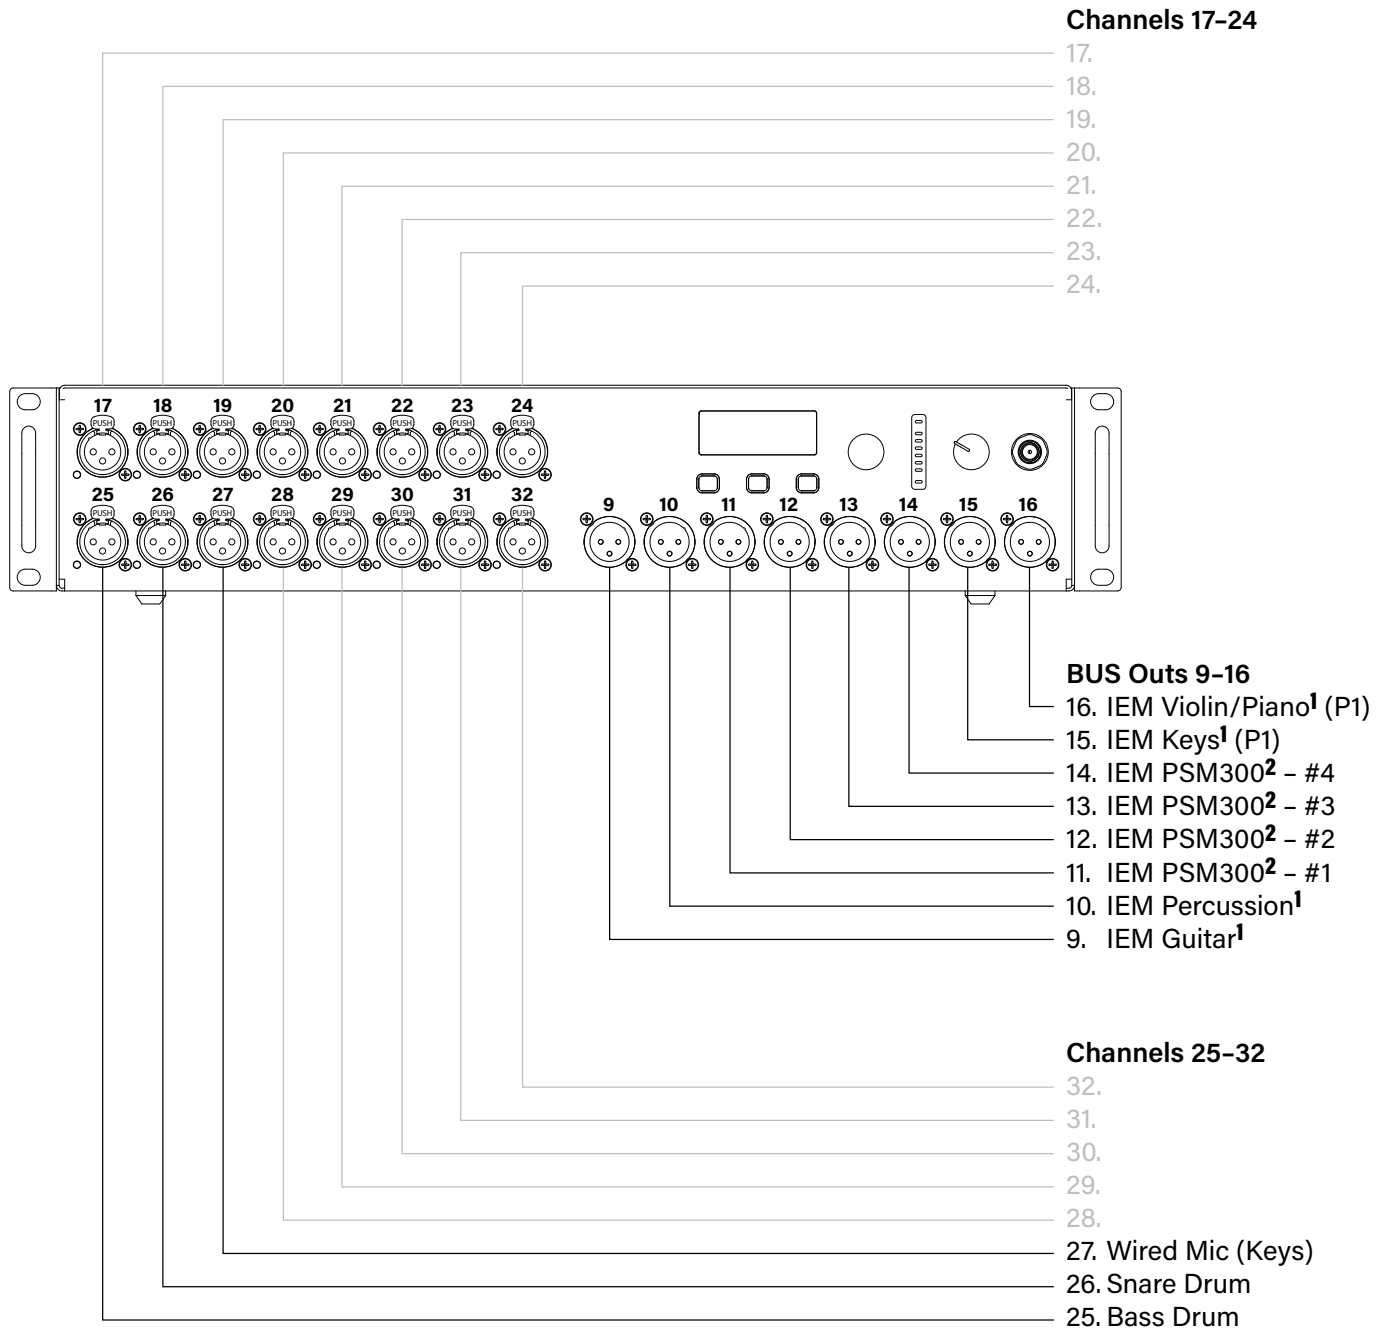 Channels 17–24
17.
18.
19.
20.
21.
22.
23.
24.
17 18 19 20 21 22 23 24
PUSH PUSH PUSH PUSH PUSH PUSH PUSH PUSH
25 26 27 28 29 30 31 32 9 10 11 12 13 14 15 16
PUSH PUSH PUSH PUSH PUSH PUSH PUSH PUSH
BUS Outs 9–16
16. IEM Violin/Piano¹ (P1)
15. IEM Keys¹ (P1)
14. IEM PSM300² – #4
13. IEM PSM300² – #3
12. IEM PSM300² – #2
11. IEM PSM300² – #1
10. IEM Percussion¹
9. IEM Guitar¹
Channels 25–32
32.
31.
30.
29.
28.
27. Wired Mic (Keys)
26. Snare Drum
25. Bass Drum